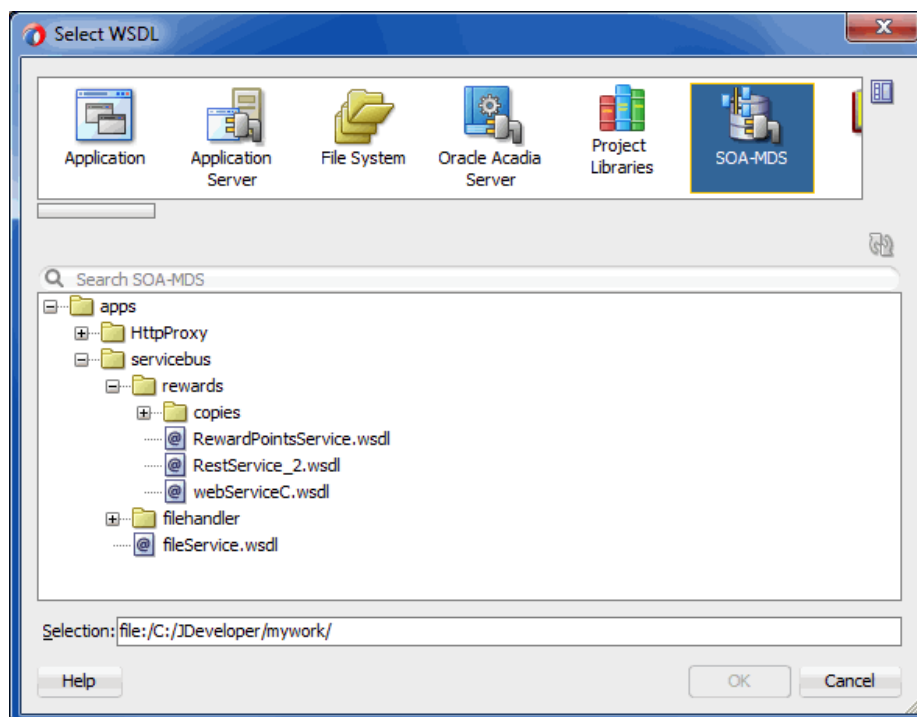 Select WSDL
Application
Application
Server
File System
Oracle Acadia
Server
Project
Libraries
SOA-MDS
Search SOA-MDS
apps
HttpProxy
servicebus
rewards
copies
RewardPointsService.wsdl
RestService_2.wsdl
webServiceC.wsdl
filehandler
fileService.wsdl
Selection: file:/C:/JDeveloper/mywork/
Help
OK
Cancel